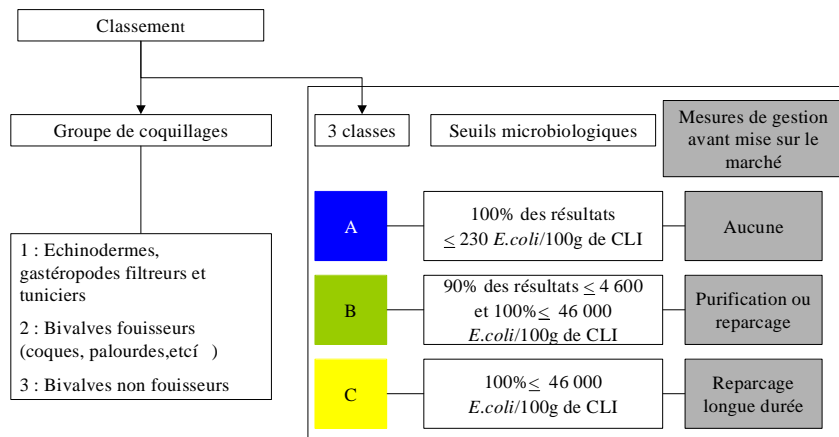 Classement
Groupe de coquillages
3 classes
Seuils microbiologiques
Mesures de gestion
avant mise sur le
marché
1 : Echinodermes,
gastéropodes filtreurs et
tuniciers
2 : Bivalves fouisseurs
(coques, palourdes,etcí )
3 : Bivalves non fouisseurs
A
100% des résultats
≤ 230 E.coli/100g de CLI
Aucune
B
90% des résultats ≤ 4 600
et 100%≤ 46 000
E.coli/100g de CLI
Purification ou
reparcage
C
100%≤ 46 000
E.coli/100g de CLI
Reparcage
longue durée